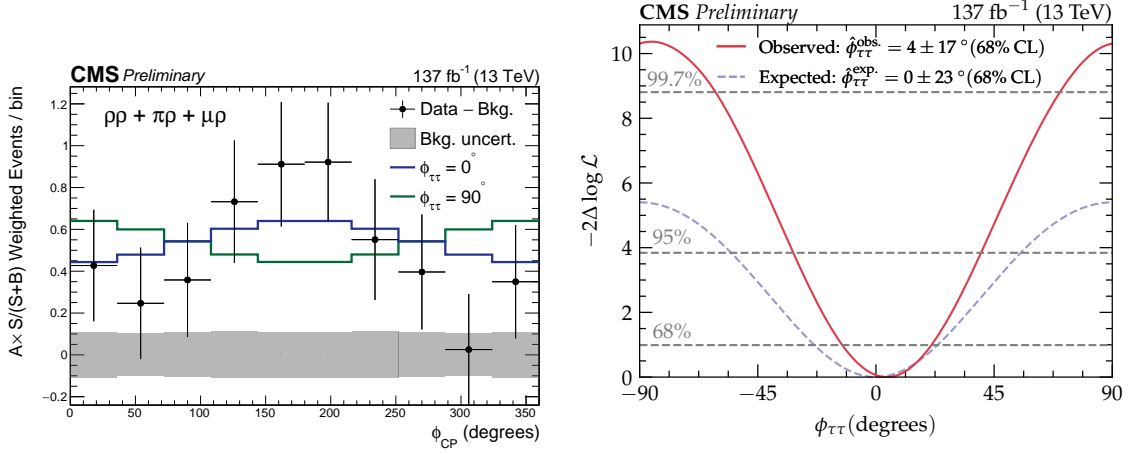 CMS Preliminary 137 fb⁻¹ (13 TeV)
A× S/(S+B) Weighted Events / bin
1.2
1
0.8
0.6
0.4
0.2
0
−0.2
ρρ + πρ + μρ
Data − Bkg.
Bkg. uncert.
ϕττ = 0°
ϕττ = 90°
0 50 100 150 200 250 300 350
ϕCP (degrees)
CMS Preliminary 137 fb⁻¹ (13 TeV)
−2Δ log ℒ
10
8
6
4
2
0
Observed: ϕ̂ττ^obs. = 4 ± 17 ° (68% CL)
Expected: ϕ̂ττ^exp. = 0 ± 23 ° (68% CL)
99.7%
95%
68%
−90 −45 0 45 90
ϕττ (degrees)